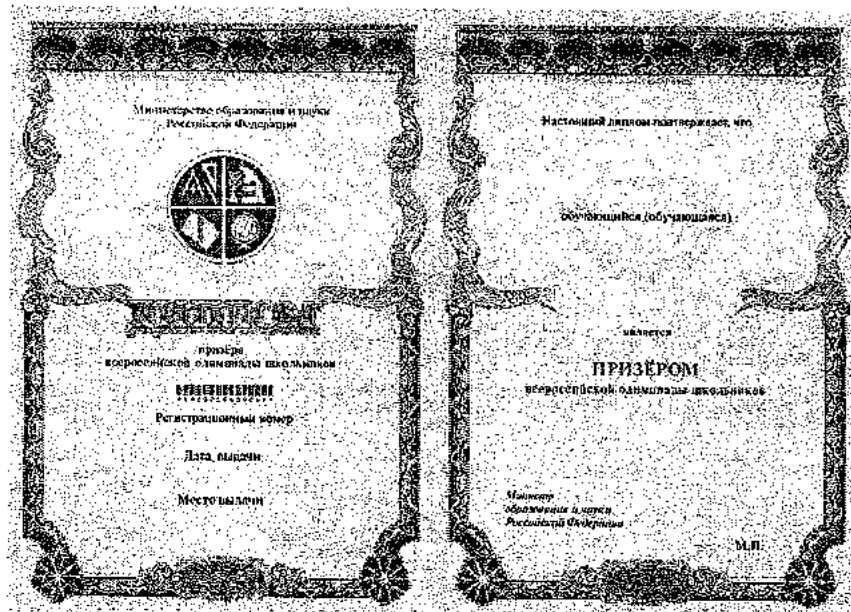 Министерство образования и науки
Российской Федерации
призёра
всероссийской олимпиады школьников
Регистрационный номер
Дата выдачи
Место выдачи
Настоящий диплом подтверждает, что
обучающийся (обучающаяся)
является
ПРИЗЁРОМ
всероссийской олимпиады школьников
Министр
образования и науки
Российской Федерации
М.П.